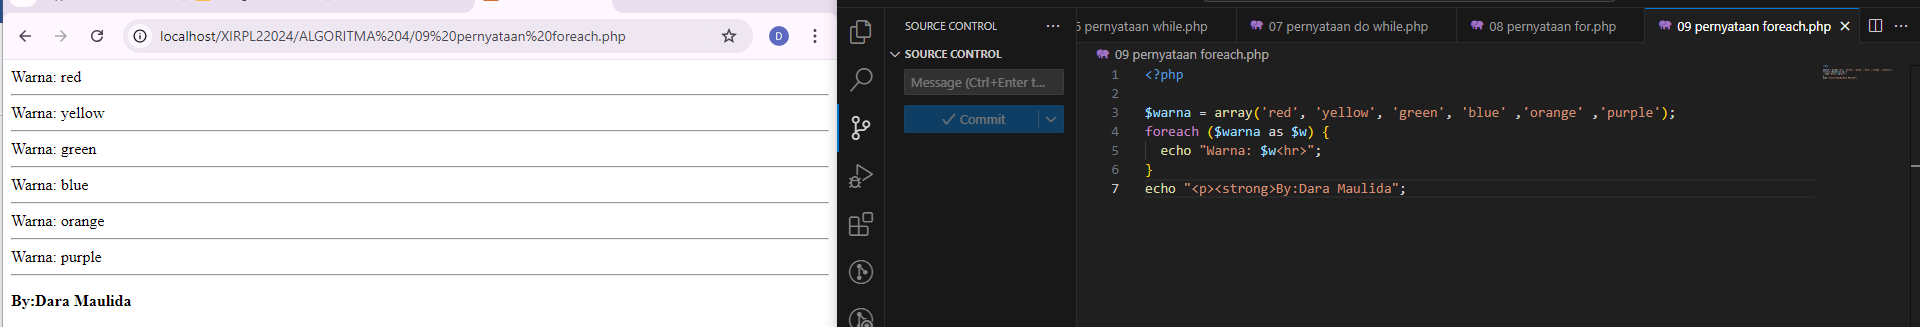 localhost/XIRPL22024/ALGORITMA%204/09%20pernyataan%20foreach.php
D
Warna: red
Warna: yellow
Warna: green
Warna: blue
Warna: orange
Warna: purple
By:Dara Maulida
SOURCE CONTROL
SOURCE CONTROL
Message (Ctrl+Enter t...
Commit
pernyataan while.php
07 pernyataan do while.php
08 pernyataan for.php
09 pernyataan foreach.php
09 pernyataan foreach.php
1 <?php
2
3 $warna = array('red', 'yellow', 'green', 'blue' ,'orange' ,'purple');
4 foreach ($warna as $w) {
5 echo "Warna: $w<hr>";
6 }
7 echo "<p><strong>By:Dara Maulida";